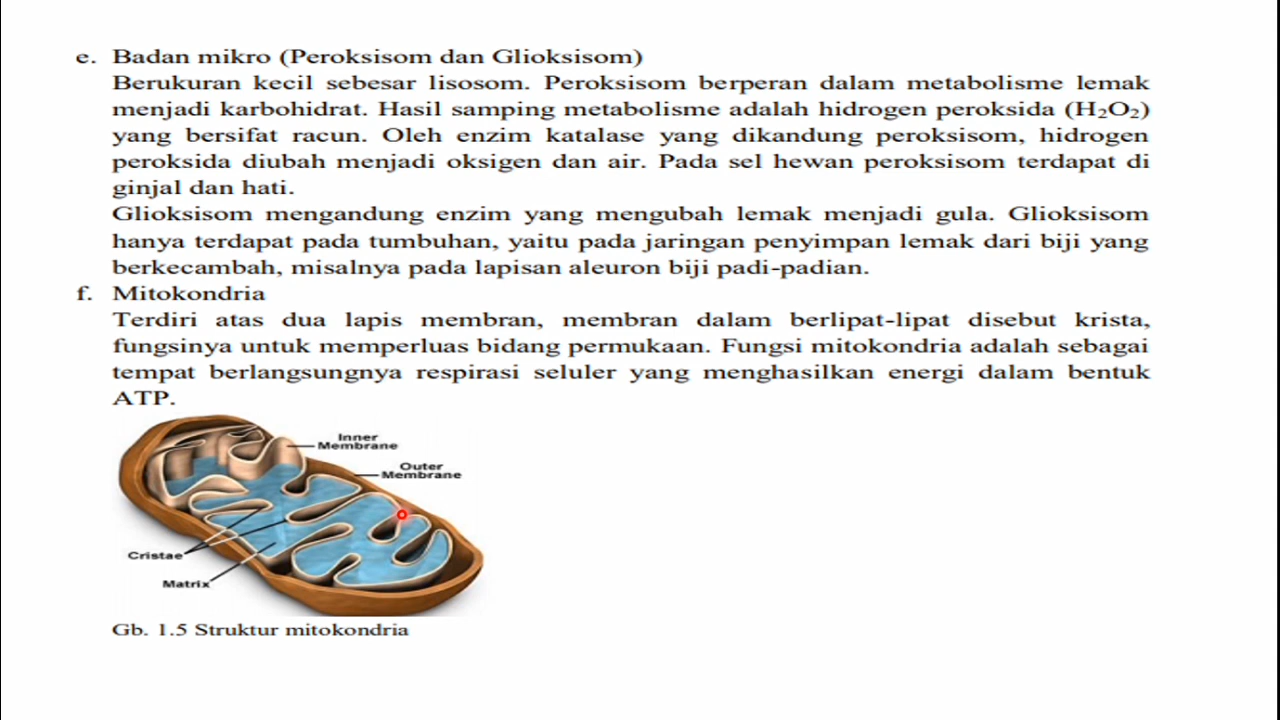 e. Badan mikro (Peroksisom dan Glioksisom)
Berukuran kecil sebesar lisosom. Peroksisom berperan dalam metabolisme lemak
menjadi karbohidrat. Hasil samping metabolisme adalah hidrogen peroksida (H₂O₂)
yang bersifat racun. Oleh enzim katalase yang dikandung peroksisom, hidrogen
peroksida diubah menjadi oksigen dan air. Pada sel hewan peroksisom terdapat di
ginjal dan hati.
Glioksisom mengandung enzim yang mengubah lemak menjadi gula. Glioksisom
hanya terdapat pada tumbuhan, yaitu pada jaringan penyimpan lemak dari biji yang
berkecambah, misalnya pada lapisan aleuron biji padi-padian.
f. Mitokondria
Terdiri atas dua lapis membran, membran dalam berlipat-lipat disebut krista,
fungsinya untuk memperluas bidang permukaan. Fungsi mitokondria adalah sebagai
tempat berlangsungnya respirasi seluler yang menghasilkan energi dalam bentuk
ATP.
Inner
Membrane
Outer
Membrane
Cristae
Matrix
Gb. 1.5 Struktur mitokondria